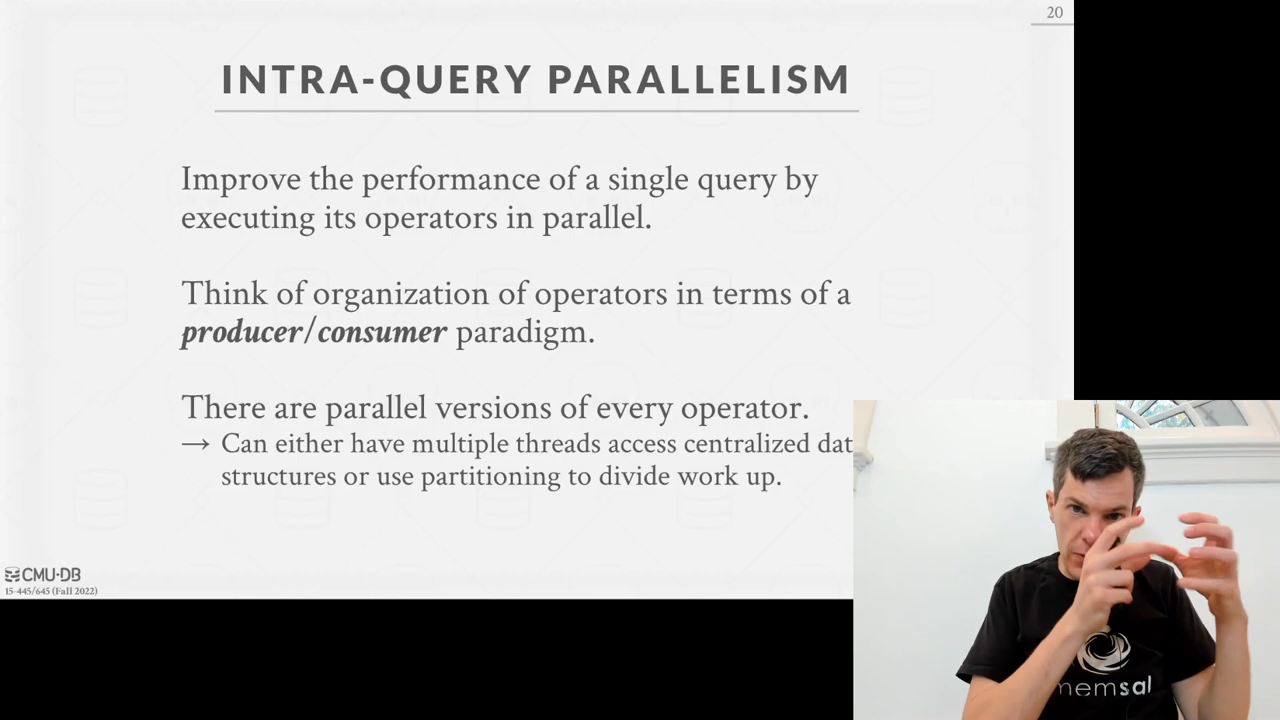 20
INTRA-QUERY PARALLELISM
Improve the performance of a single query by
executing its operators in parallel.
Think of organization of operators in terms of a
producer/consumer paradigm.
There are parallel versions of every operator.
→ Can either have multiple threads access centralized dat
structures or use partitioning to divide work up.
CMU·DB
15-445/645 (Fall 2022)
memsql